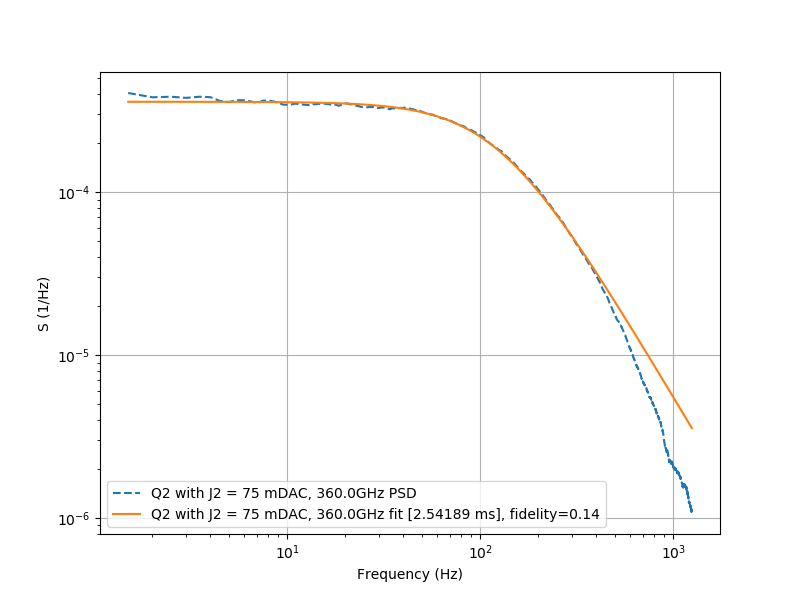 S (1/Hz)
10⁻⁴
10⁻⁵
10⁻⁶
Q2 with J2 = 75 mDAC, 360.0GHz PSD
Q2 with J2 = 75 mDAC, 360.0GHz fit [2.54189 ms], fidelity=0.14
10¹ 10² 10³
Frequency (Hz)